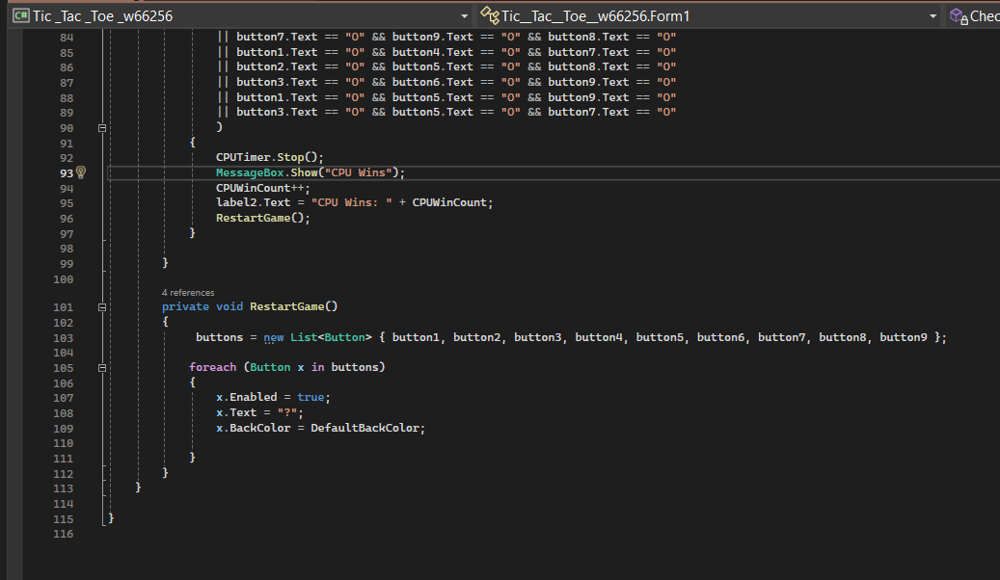 Tic _Tac _Toe _w66256 Tic__Tac__Toe__w66256.Form1 Chec
84 || button7.Text == "O" && button9.Text == "O" && button8.Text == "O"
85 || button1.Text == "O" && button4.Text == "O" && button7.Text == "O"
86 || button2.Text == "O" && button5.Text == "O" && button8.Text == "O"
87 || button3.Text == "O" && button6.Text == "O" && button9.Text == "O"
88 || button1.Text == "O" && button5.Text == "O" && button9.Text == "O"
89 || button3.Text == "O" && button5.Text == "O" && button7.Text == "O"
90 )
91 {
92 CPUTimer.Stop();
93 MessageBox.Show("CPU Wins");
94 CPUWinCount++;
95 label2.Text = "CPU Wins: " + CPUWinCount;
96 RestartGame();
97 }
98
99 }
100
4 references
101 private void RestartGame()
102 {
103 buttons = new List<Button> { button1, button2, button3, button4, button5, button6, button7, button8, button9 };
104
105 foreach (Button x in buttons)
106 {
107 x.Enabled = true;
108 x.Text = "?";
109 x.BackColor = DefaultBackColor;
110
111 }
112 }
113 }
114
115 }
116